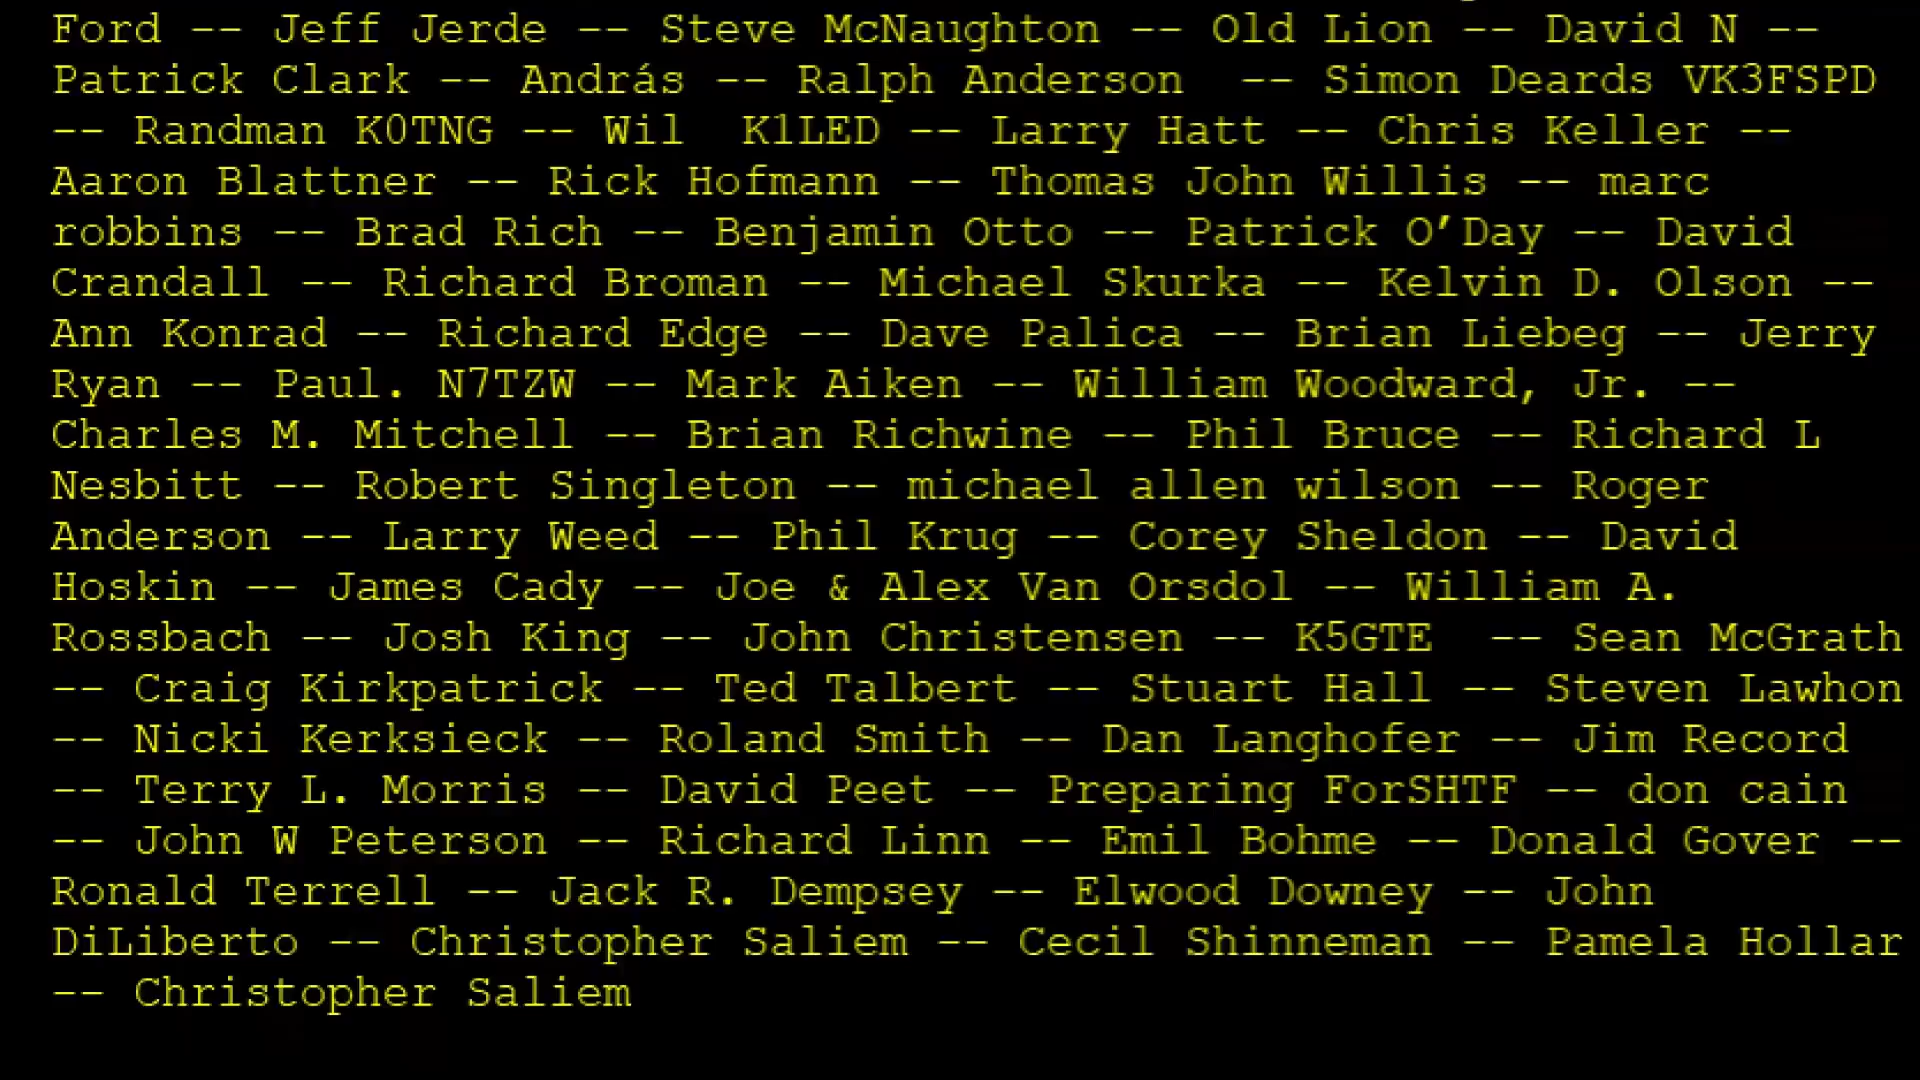 Ford -- Jeff Jerde -- Steve McNaughton -- Old Lion -- David N --
Patrick Clark -- András -- Ralph Anderson  -- Simon Deards VK3FSPD
-- Randman K0TNG -- Wil  K1LED -- Larry Hatt -- Chris Keller --
Aaron Blattner -- Rick Hofmann -- Thomas John Willis -- marc
robbins -- Brad Rich -- Benjamin Otto -- Patrick O’Day -- David
Crandall -- Richard Broman -- Michael Skurka -- Kelvin D. Olson --
Ann Konrad -- Richard Edge -- Dave Palica -- Brian Liebeg -- Jerry
Ryan -- Paul. N7TZW -- Mark Aiken -- William Woodward, Jr. --
Charles M. Mitchell -- Brian Richwine -- Phil Bruce -- Richard L
Nesbitt -- Robert Singleton -- michael allen wilson -- Roger
Anderson -- Larry Weed -- Phil Krug -- Corey Sheldon -- David
Hoskin -- James Cady -- Joe & Alex Van Orsdol -- William A.
Rossbach -- Josh King -- John Christensen -- K5GTE  -- Sean McGrath
-- Craig Kirkpatrick -- Ted Talbert -- Stuart Hall -- Steven Lawhon
-- Nicki Kerksieck -- Roland Smith -- Dan Langhofer -- Jim Record
-- Terry L. Morris -- David Peet -- Preparing ForSHTF -- don cain
-- John W Peterson -- Richard Linn -- Emil Bohme -- Donald Gover --
Ronald Terrell -- Jack R. Dempsey -- Elwood Downey -- John
DiLiberto -- Christopher Saliem -- Cecil Shinneman -- Pamela Hollar
-- Christopher Saliem